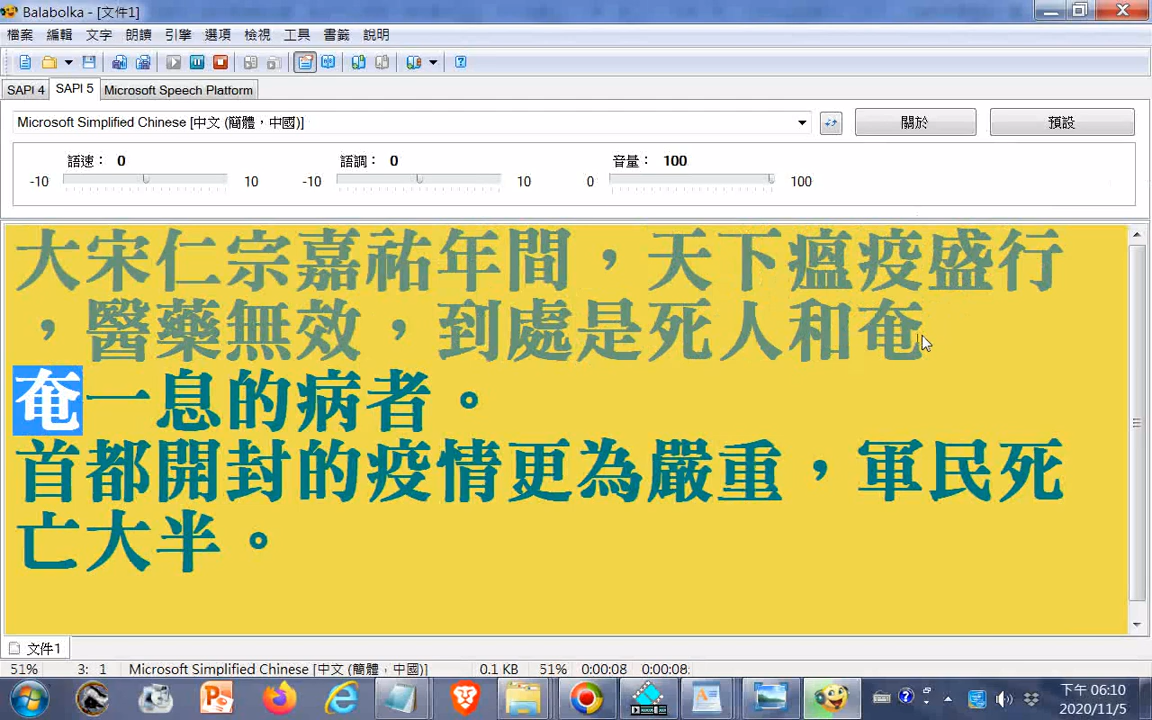 Balabolka - [文件1]
檔案 編輯 文字 朗讀 引擎 選項 檢視 工具 書籤 說明
SAPI 4 SAPI 5 Microsoft Speech Platform
Microsoft Simplified Chinese [中文 (簡體，中國)] 關於 預設
語速： 0 語調： 0 音量： 100
-10 10 -10 10 0 100
大宋仁宗嘉祐年間，天下瘟疫盛行
，醫藥無效，到處是死人和奄
奄一息的病者。
首都開封的疫情更為嚴重，軍民死
亡大半。
文件1
51% 3: 1 Microsoft Simplified Chinese [中文 (簡體，中國)] 0.1 KB 51% 0:00:08 0:00:08
下午 06:10
2020/11/5